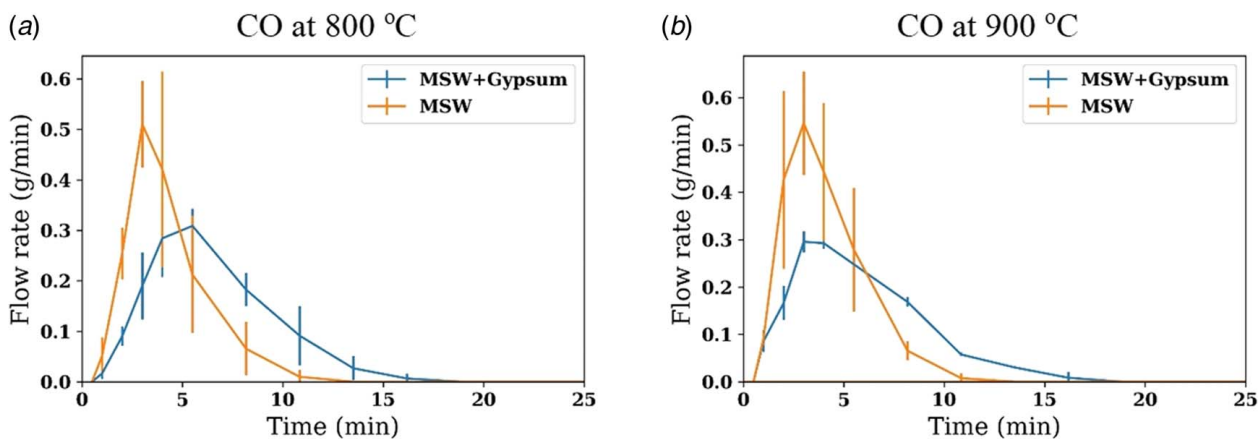 (a) CO at 800 °C
MSW+Gypsum
MSW
Flow rate (g/min)
0.6
0.5
0.4
0.3
0.2
0.1
0.0
0 5 10 15 20 25
Time (min)
(b) CO at 900 °C
MSW+Gypsum
MSW
Flow rate (g/min)
0.6
0.5
0.4
0.3
0.2
0.1
0.0
0 5 10 15 20 25
Time (min)